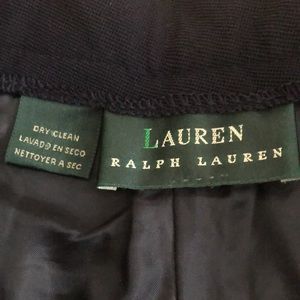 DRY CLEAN
LAVADO EN SECO
NETTOYER A SEC
LAUREN
RALPH LAUREN